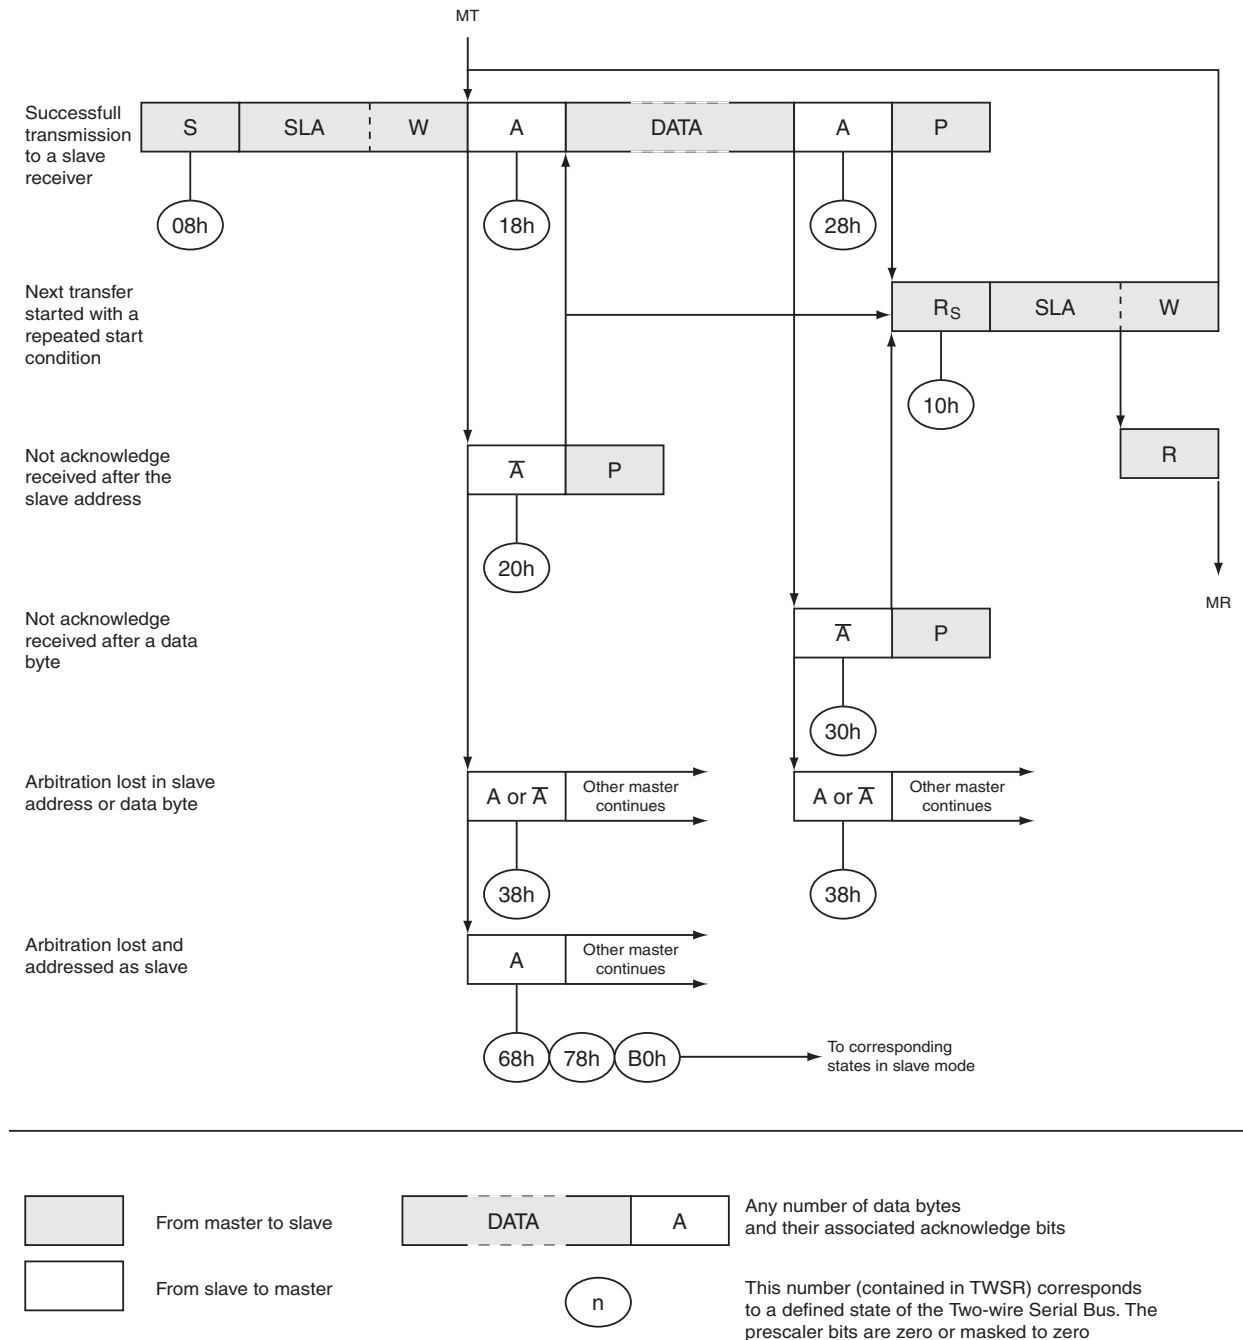 MT
Successfull
transmission
to a slave
receiver
S SLA W A DATA A P
08h 18h 28h
Next transfer
started with a
repeated start
condition
RS SLA W
10h
Not acknowledge
received after the
slave address
A̅ P
R
20h
MR
Not acknowledge
received after a data
byte
A̅ P
30h
Arbitration lost in slave
address or data byte
A or A̅
Other master
continues
A or A̅
Other master
continues
38h 38h
Arbitration lost and
addressed as slave
A
Other master
continues
68h 78h B0h
To corresponding
states in slave mode
From master to slave
DATA A
Any number of data bytes
and their associated acknowledge bits
From slave to master
n
This number (contained in TWSR) corresponds
to a defined state of the Two-wire Serial Bus. The
prescaler bits are zero or masked to zero